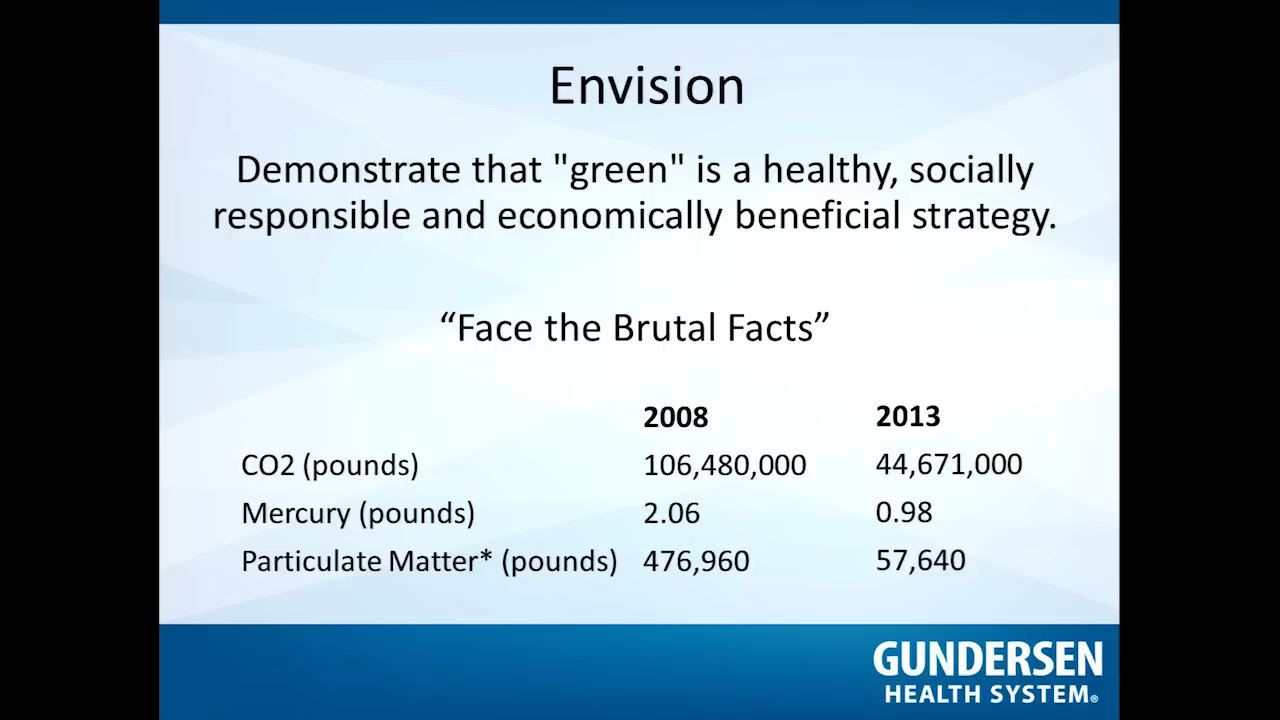 Envision
Demonstrate that "green" is a healthy, socially
responsible and economically beneficial strategy.
“Face the Brutal Facts”
2008 2013
CO2 (pounds) 106,480,000 44,671,000
Mercury (pounds) 2.06 0.98
Particulate Matter* (pounds) 476,960 57,640
GUNDERSEN
HEALTH SYSTEM®